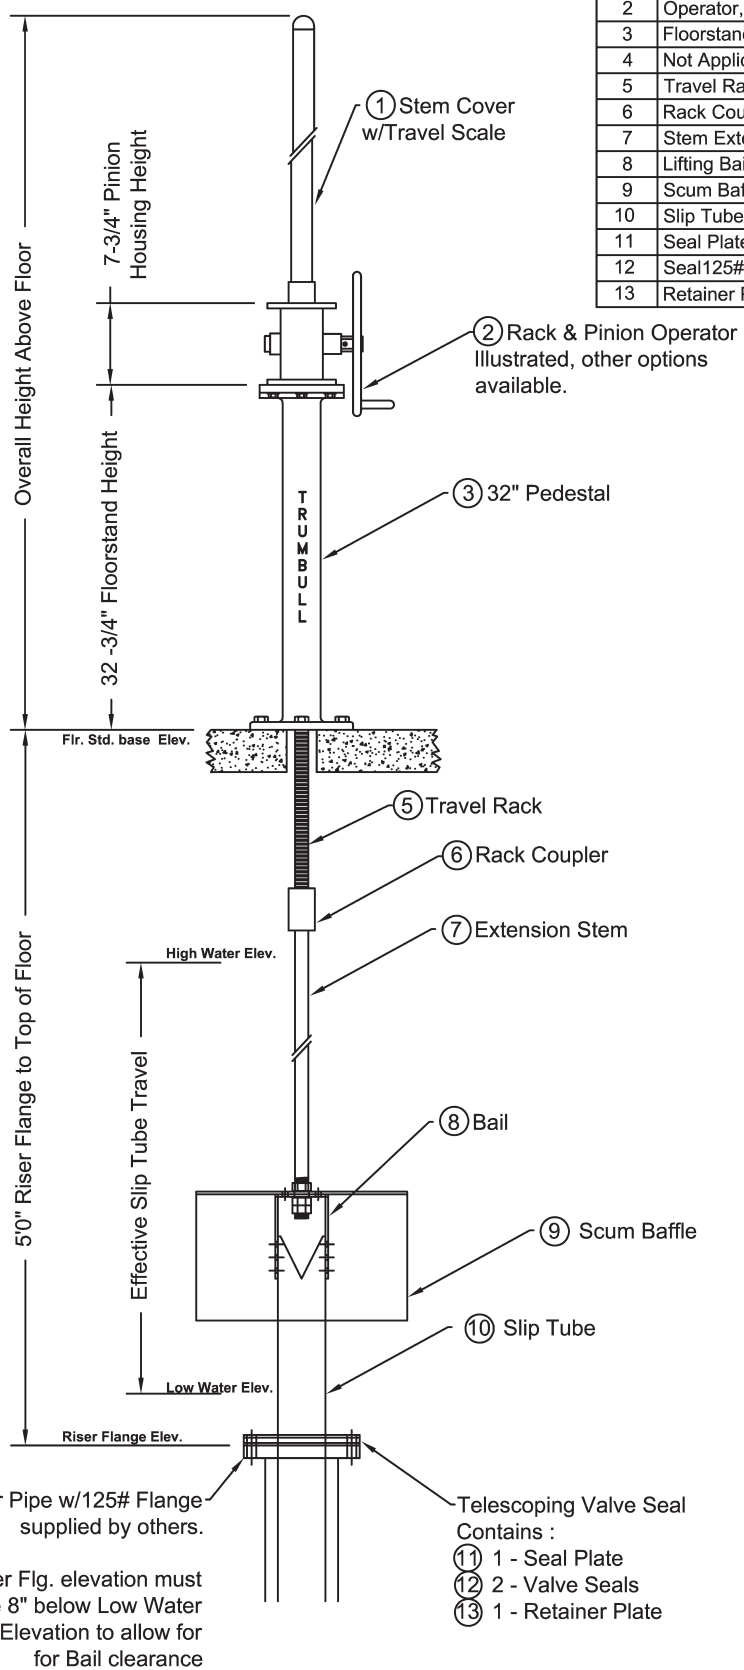 2 Operator,
3 Floorstan
4 Not Applic
5 Travel Ra
6 Rack Cou
7 Stem Exte
8 Lifting Bai
9 Scum Baf
10 Slip Tube
11 Seal Plate
12 Seal125#
13 Retainer
1 Stem Cover
w/Travel Scale
7-3/4" Pinion
Housing Height
Overall Height Above Floor
2 Rack & Pinion Operator
Illustrated, other options
available.
32 -3/4" Floorstand Height
3 32" Pedestal
TRUMBULL
Flr. Std. base Elev.
5 Travel Rack
6 Rack Coupler
7 Extension Stem
High Water Elev.
5'0" Riser Flange to Top of Floor
Effective Slip Tube Travel
8 Bail
9 Scum Baffle
10 Slip Tube
Low Water Elev.
Riser Flange Elev.
Pipe w/125# Flange
supplied by others.
Telescoping Valve Seal
Contains :
11 1 - Seal Plate
12 2 - Valve Seals
13 1 - Retainer Plate
er Flg. elevation must
8" below Low Water
Elevation to allow for
for Bail clearance